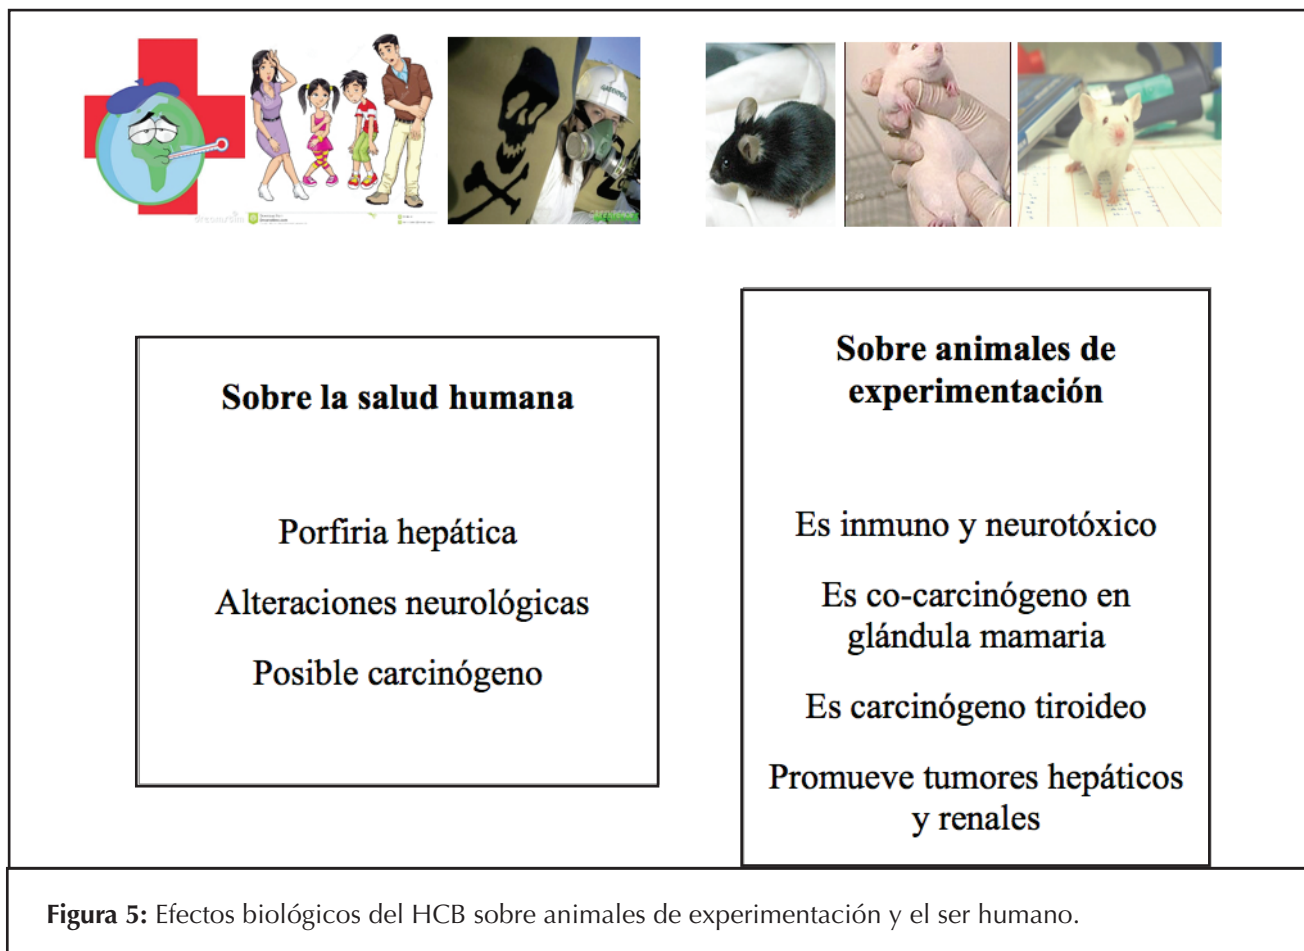 GREENPEACE
Sobre la salud humana
Porfiria hepática
Alteraciones neurológicas
Posible carcinógeno
Sobre animales de
experimentación
Es inmuno y neurotóxico
Es co-carcinógeno en
glándula mamaria
Es carcinógeno tiroideo
Promueve tumores hepáticos
y renales
Figura 5: Efectos biológicos del HCB sobre animales de experimentación y el ser humano.